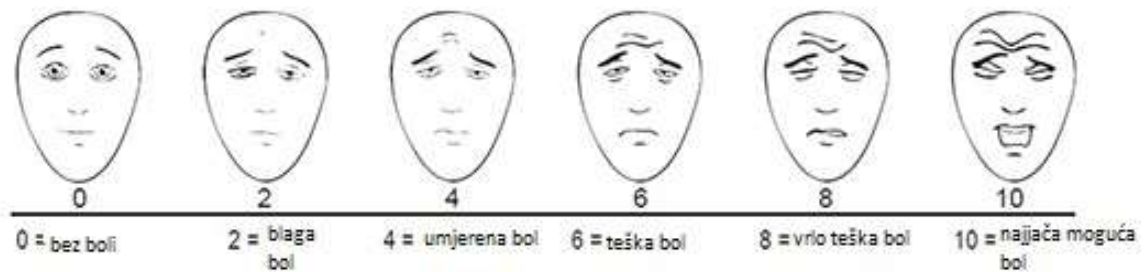 0 2 4 6 8 10
0 = bez boli 2 = blaga bol 4 = umjerena bol 6 = teška bol 8 = vrlo teška bol 10 = najjača moguća bol